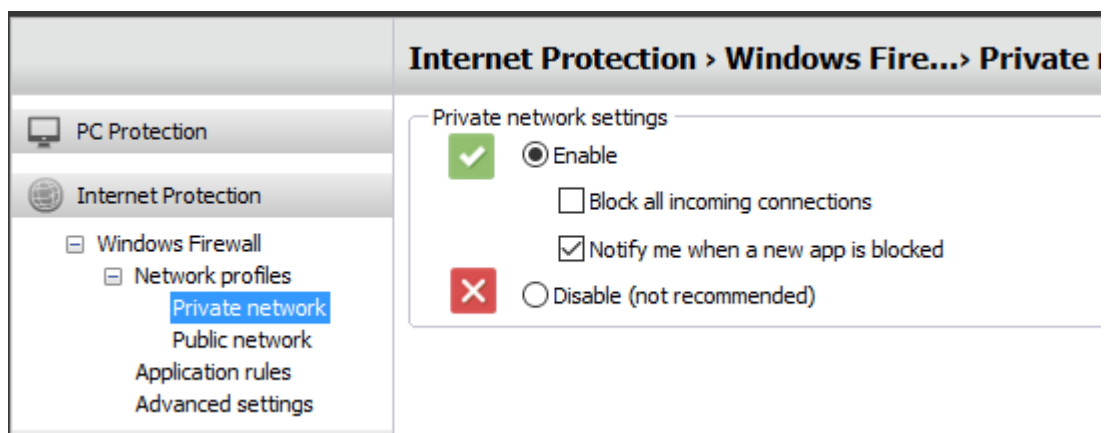 Internet Protection › Windows Fire...› Private
PC Protection
Internet Protection
Windows Firewall
Network profiles
Private network
Public network
Application rules
Advanced settings
Private network settings
Enable
Block all incoming connections
Notify me when a new app is blocked
Disable (not recommended)